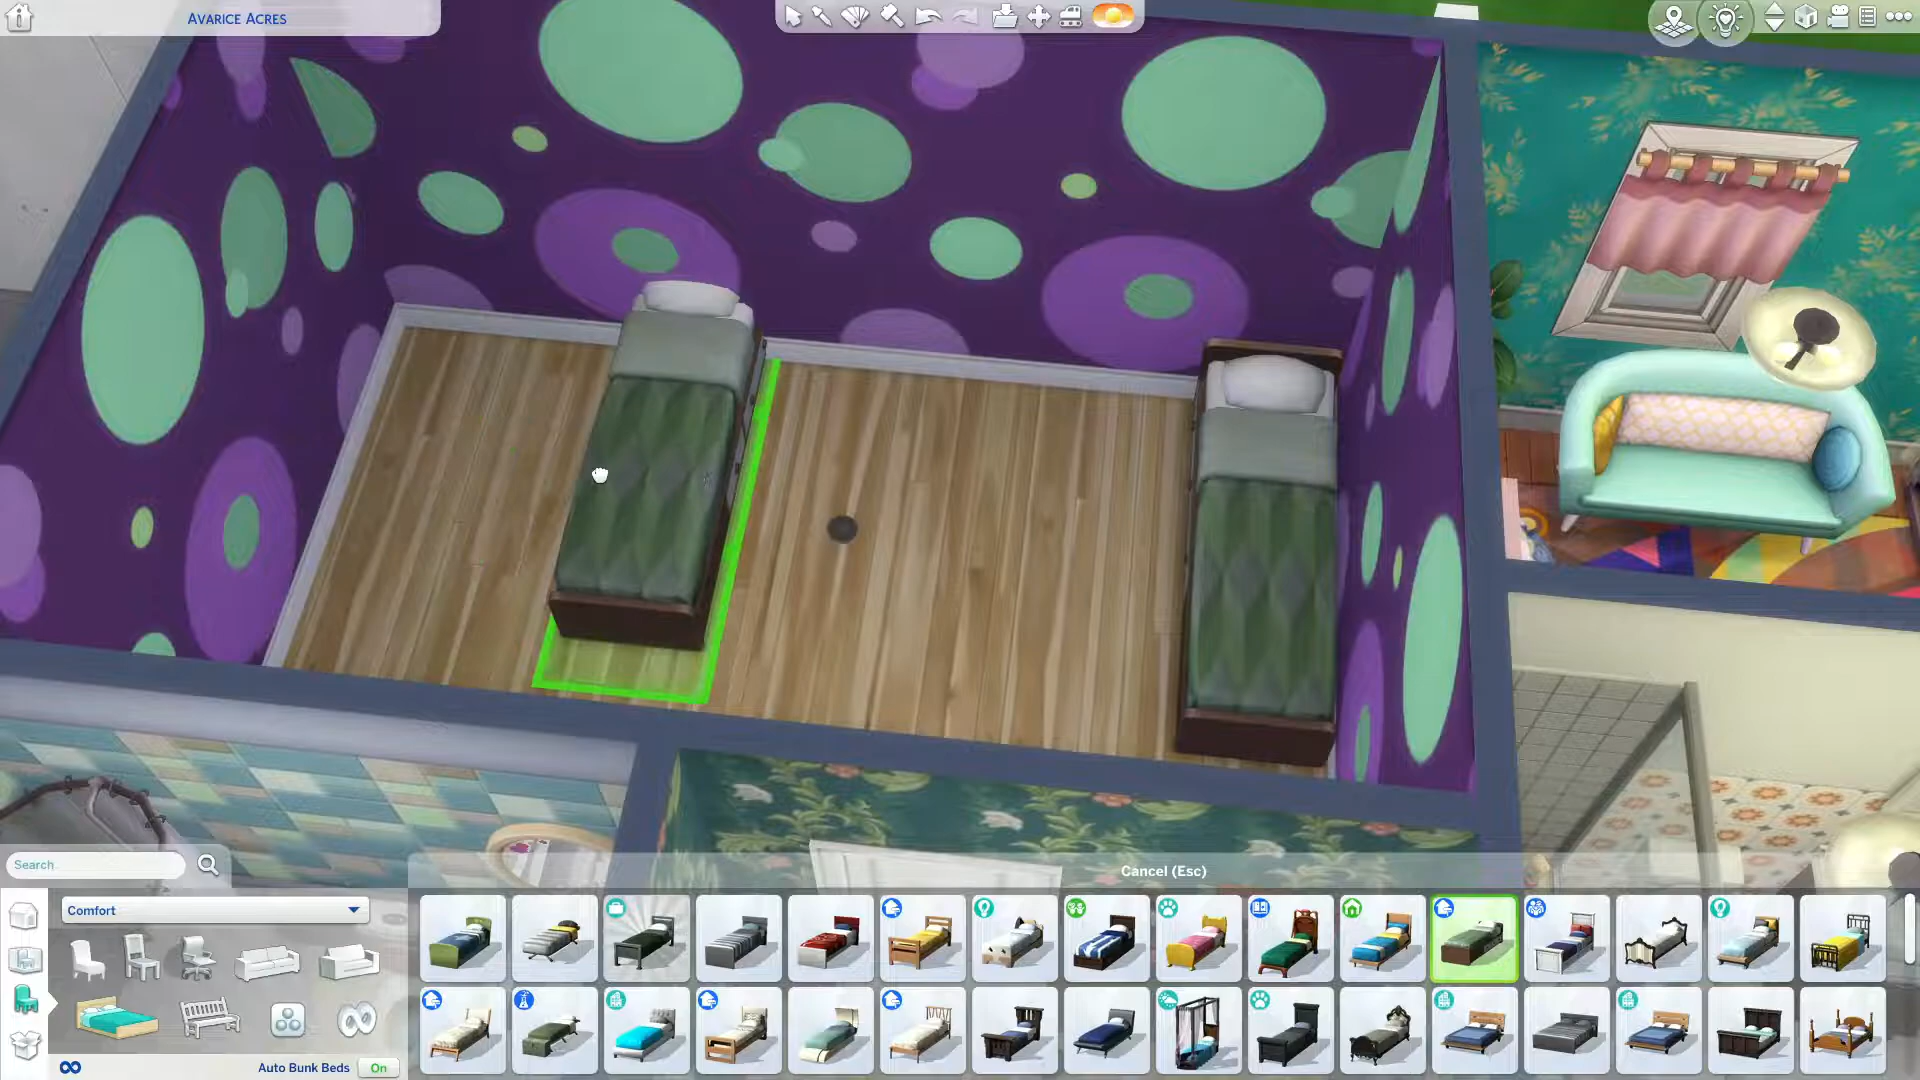 AVARICE ACRES
Search
Cancel (Esc)
Comfort
Auto Bunk Beds
On